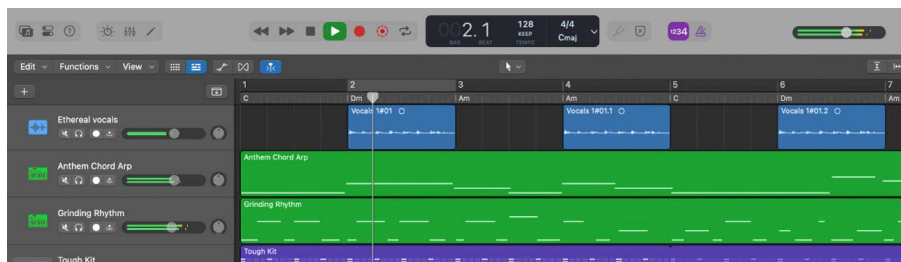 002. 1 128 4/4 1234
BAR BEAT KEEP TEMPO Cmaj
Edit Functions View
1 2 3 4 5 6 7
C Dm Am Am C Dm Am
Vocals 1#01 Vocals 1#01.1 Vocals 1#01.2
Ethereal vocals
Anthem Chord Arp
Anthem Chord Arp
Grinding Rhythm
Grinding Rhythm
Tough Kit
Tough Kit